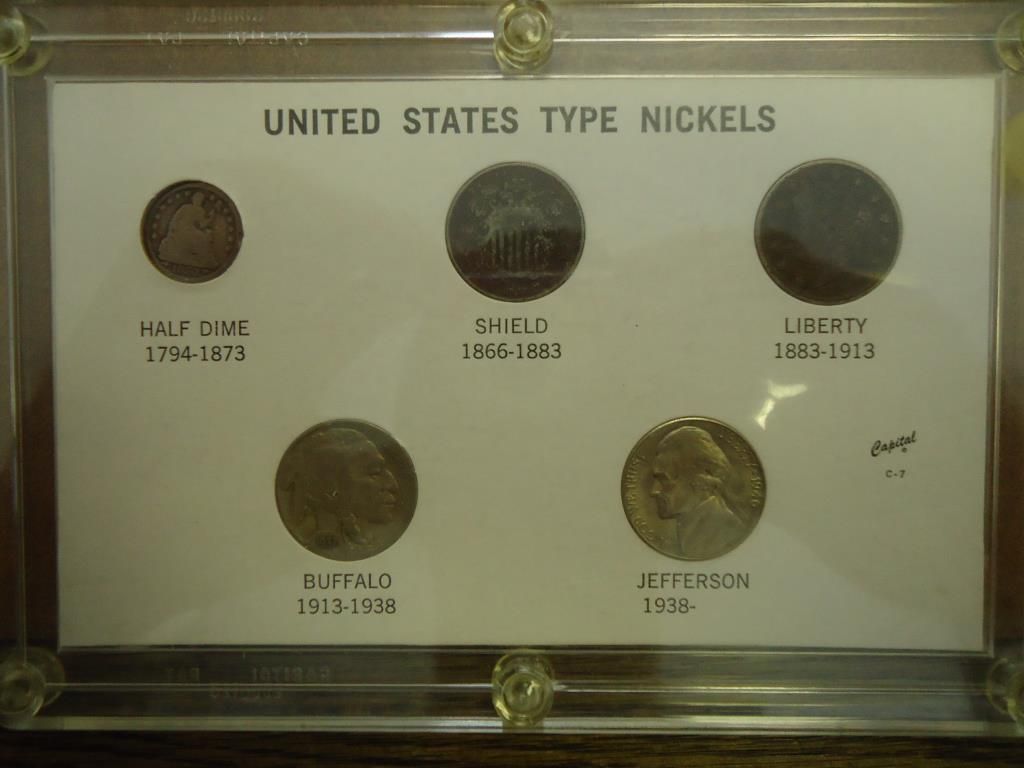 UNITED STATES TYPE NICKELS
HALF DIME
1794-1873
SHIELD
1866-1883
LIBERTY
1883-1913
Capital
©
C-7
BUFFALO
1913-1938
JEFFERSON
1938-